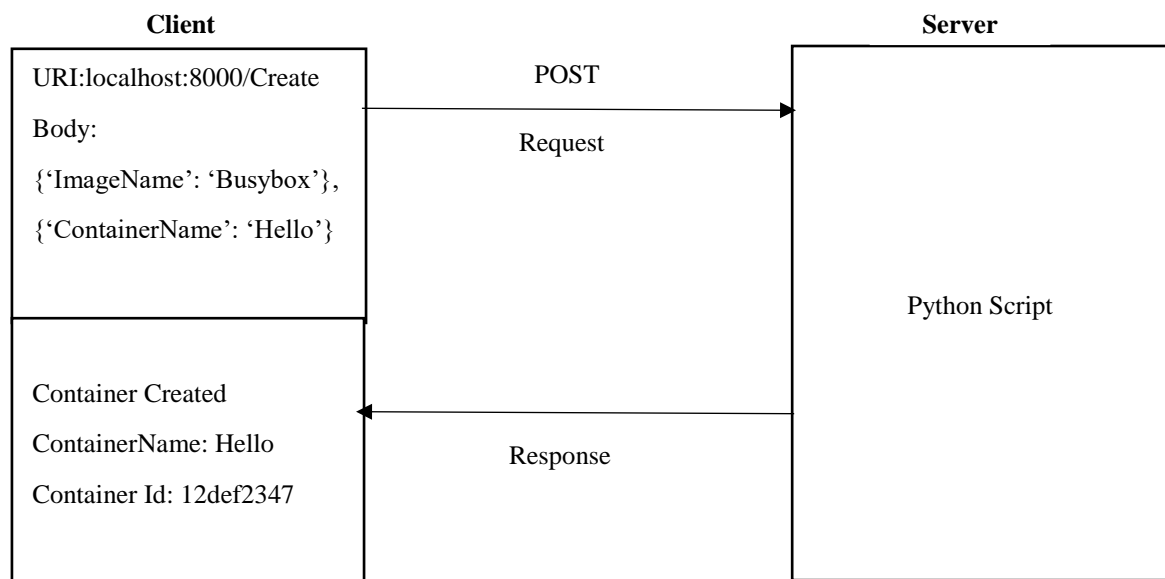 Client
Server
URI:localhost:8000/Create
Body:
{‘ImageName’: ‘Busybox’},
{‘ContainerName’: ‘Hello’}
POST
Request
Python Script
Container Created
ContainerName: Hello
Container Id: 12def2347
Response